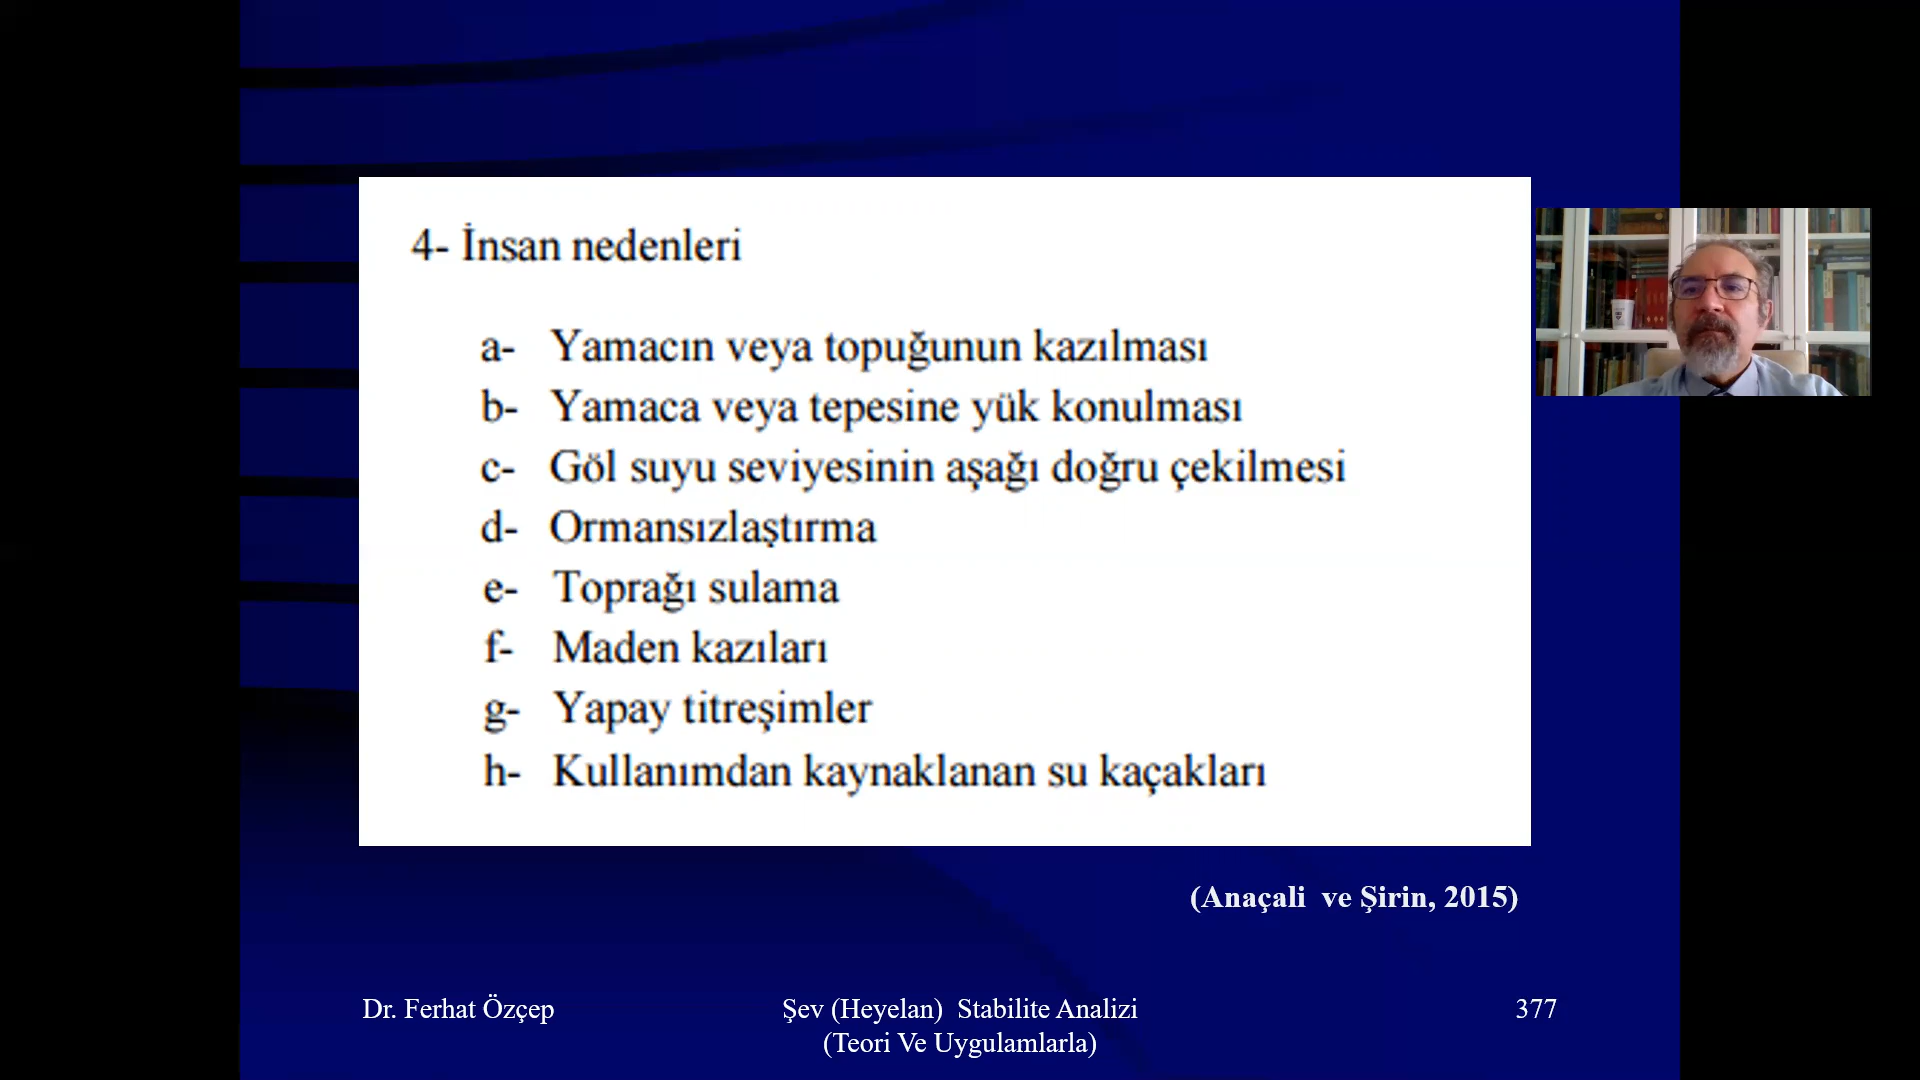 4- İnsan nedenleri
a- Yamacın veya topuğunun kazılması
b- Yamaca veya tepesine yük konulması
c- Göl suyu seviyesinin aşağı doğru çekilmesi
d- Ormansızlaştırma
e- Toprağı sulama
f- Maden kazıları
g- Yapay titreşimler
h- Kullanımdan kaynaklanan su kaçakları
(Anaçali ve Şirin, 2015)
Dr. Ferhat Özçep
Şev (Heyelan) Stabilite Analizi
(Teori Ve Uygulamlarla)
377